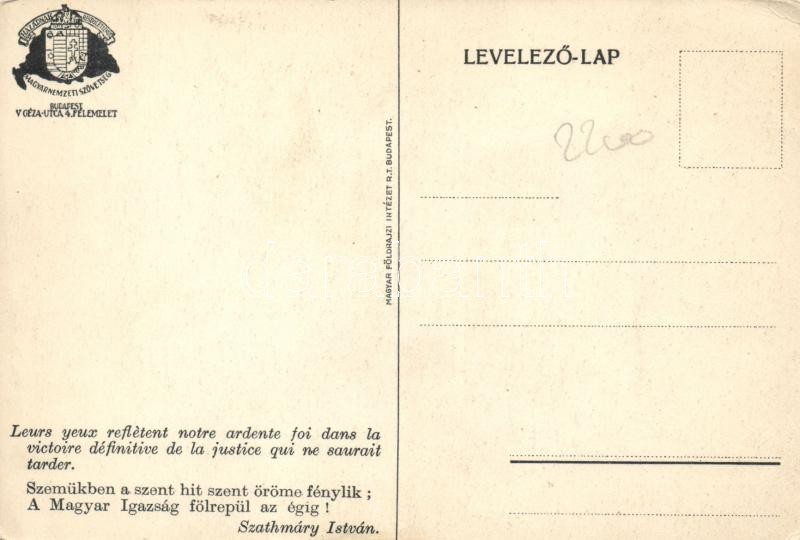 MAGYAR NEMZETI SZÖVETSÉG
BUDAPEST
V GÉZA-UTCA 4. FÉLEMELET
Leurs yeux reflètent notre ardente foi dans la
victoire définitive de la justice qui ne saurait
tarder.
Szemükben a szent hit szent öröme fénylik ;
A Magyar Igazság fölrepül az égig !
Szathmáry István.
MAGYAR FÖLDRAJZI INTÉZET R.T. BUDAPEST.
LEVELEZŐ-LAP
2200